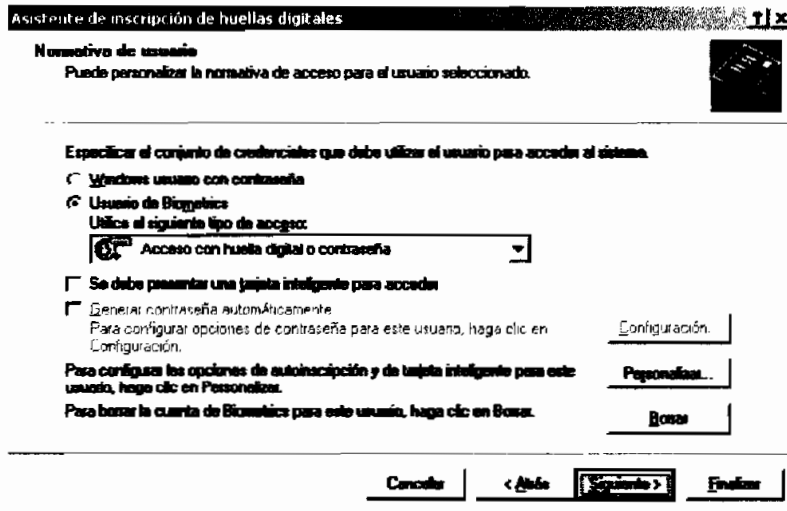 Asistente de inscripción de huellas digitales
Normativa de usuario
Puede personalizar la normativa de acceso para el usuario seleccionado.
Especificar el conjunto de credenciales que debe utilizar el usuario para acceder al sistema.
Windows usuario con contraseña
Usuario de Biometrics
Utilice el siguiente tipo de acceso:
Acceso con huella digital o contraseña
Se debe presentar una tarjeta inteligente para acceder
Generar contraseña automáticamente
Para configurar opciones de contraseña para este usuario, haga clic en
Configuración.
Configuración.
Para configurar las opciones de autoinscripción y de tarjeta inteligente para este
usuario, haga clic en Personalizar.
Personalizar...
Para borrar la cuenta de Biometrics para este usuario, haga clic en Borrar.
Borrar
Cancelar
< Atrás
Siguiente >
Finalizar